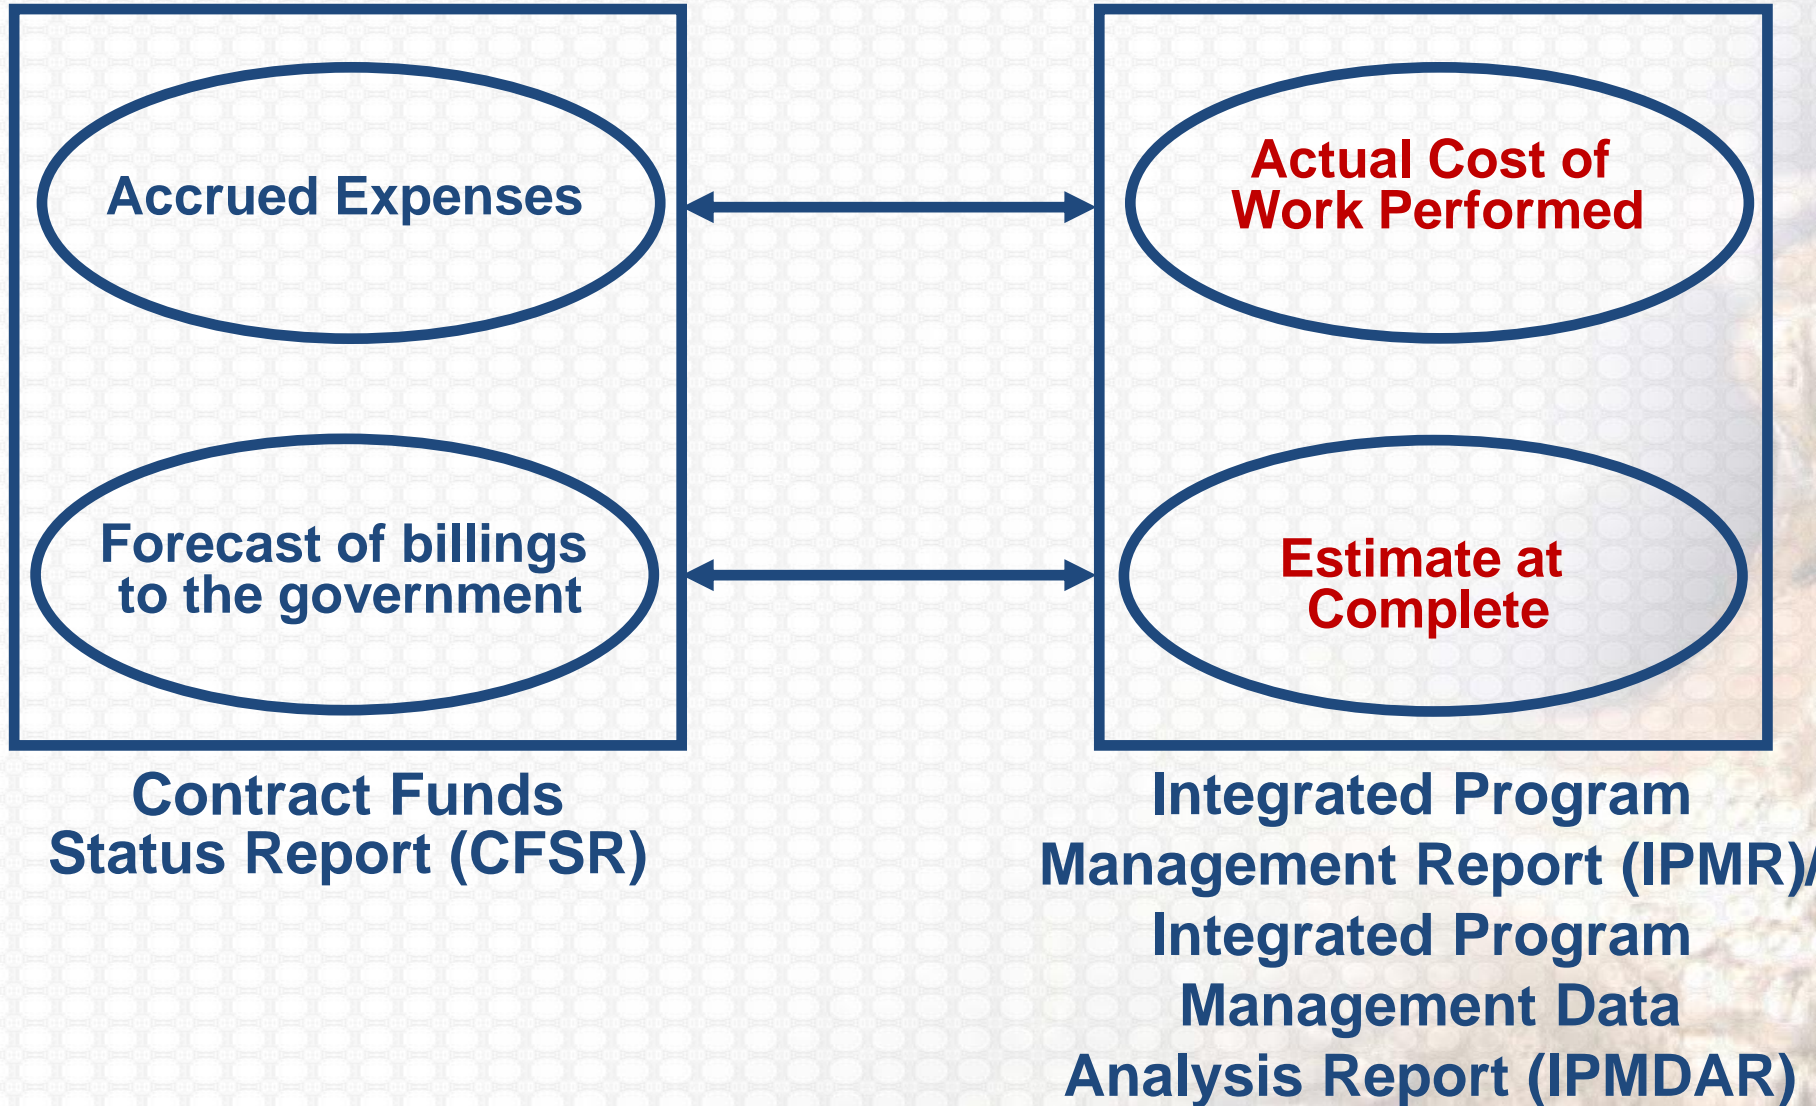 Accrued Expenses
Forecast of billings
to the government
Contract Funds
Status Report (CFSR)
Actual Cost of
Work Performed
Estimate at
Complete
Integrated Program
Management Report (IPMR)/
Integrated Program
Management Data
Analysis Report (IPMDAR)